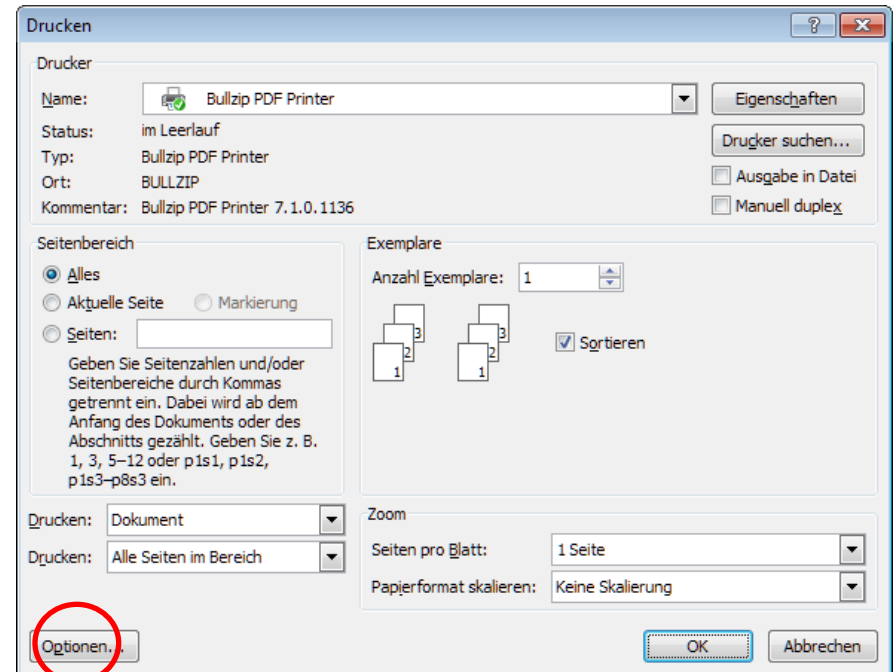 Drucken
Drucker
Name: Bullzip PDF Printer Eigenschaften
Status: im Leerlauf Drucker suchen...
Typ: Bullzip PDF Printer
Ort: BULLZIP Ausgabe in Datei
Kommentar: Bullzip PDF Printer 7.1.0.1136 Manuell duplex
Seitenbereich
Alles
Aktuelle Seite Markierung
Seiten:
Geben Sie Seitenzahlen und/oder
Seitenbereiche durch Kommas
getrennt ein. Dabei wird ab dem
Anfang des Dokuments oder des
Abschnitts gezählt. Geben Sie z. B.
1, 3, 5–12 oder p1s1, p1s2,
p1s3–p8s3 ein.
Exemplare
Anzahl Exemplare: 1
3 3
2 2
1 1
Sortieren
Drucken: Dokument
Drucken: Alle Seiten im Bereich
Zoom
Seiten pro Blatt: 1 Seite
Papierformat skalieren: Keine Skalierung
Optionen... OK Abbrechen